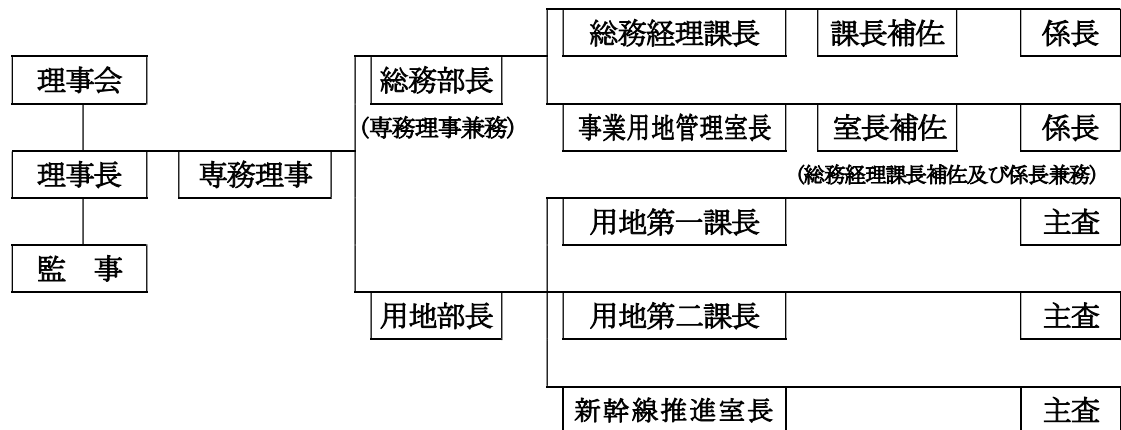 総務経理課長 課長補佐 係長
理事会 総務部長
(専務理事兼務) 事業用地管理室長 室長補佐 係長
理事長 専務理事 (総務経理課長補佐及び係長兼務)
用地第一課長 主査
監　事
用地部長 用地第二課長 主査
新幹線推進室長 主査